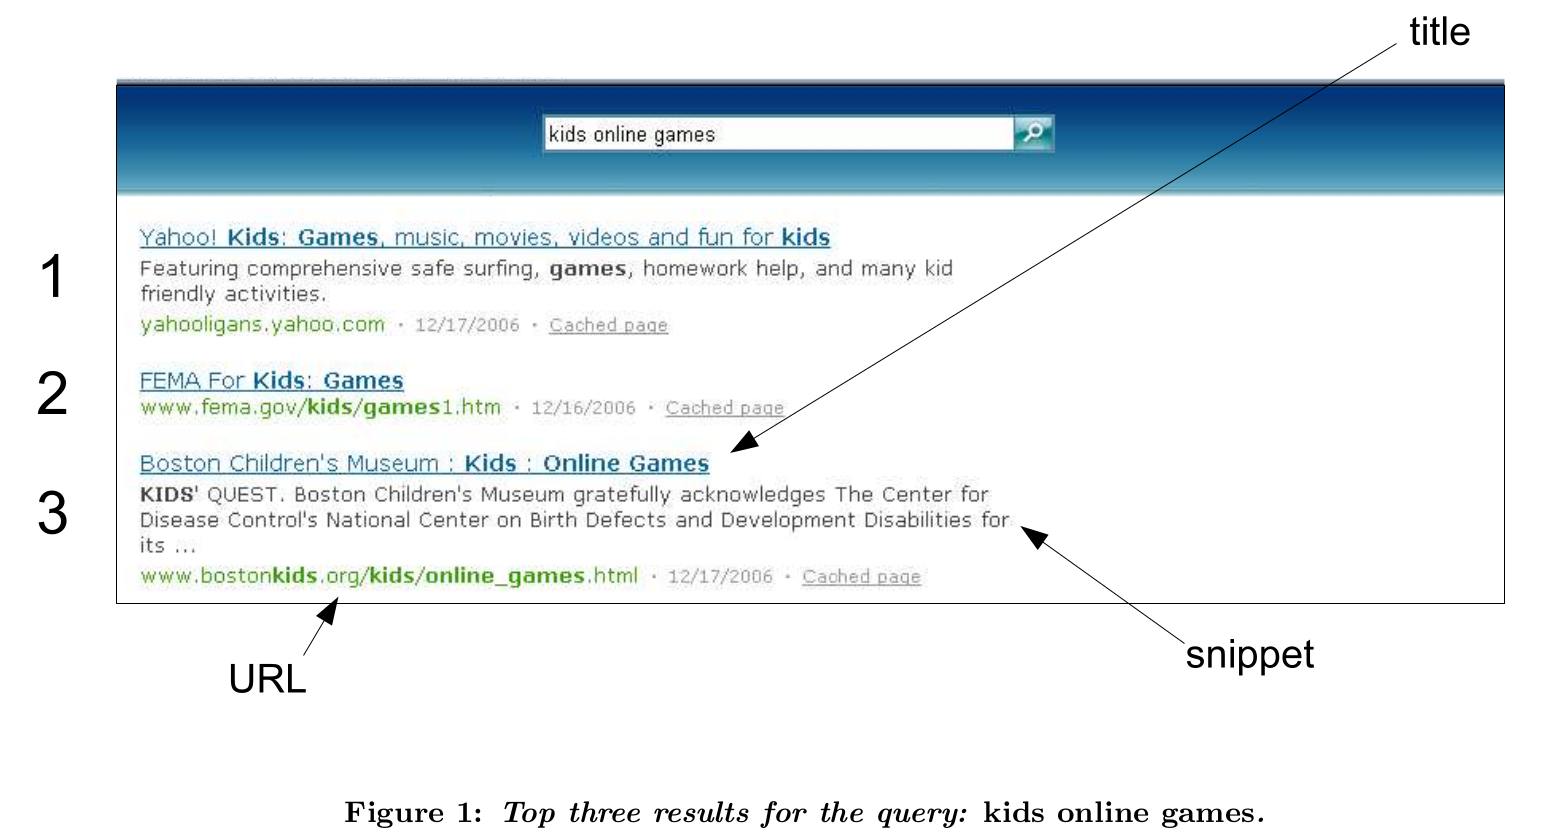 title
kids online games
Yahoo! Kids: Games, music, movies, videos and fun for kids
1
Featuring comprehensive safe surfing, games, homework help, and many kid
friendly activities.
yahooligans.yahoo.com · 12/17/2006 · Cached page
2
FEMA For Kids: Games
www.fema.gov/kids/games1.htm · 12/16/2006 · Cached page
Boston Children's Museum : Kids : Online Games
3
KIDS' QUEST. Boston Children's Museum gratefully acknowledges The Center for
Disease Control's National Center on Birth Defects and Development Disabilities for
its ...
www.bostonkids.org/kids/online_games.html · 12/17/2006 · Cached page
URL
snippet
Figure 1: Top three results for the query: kids online games.